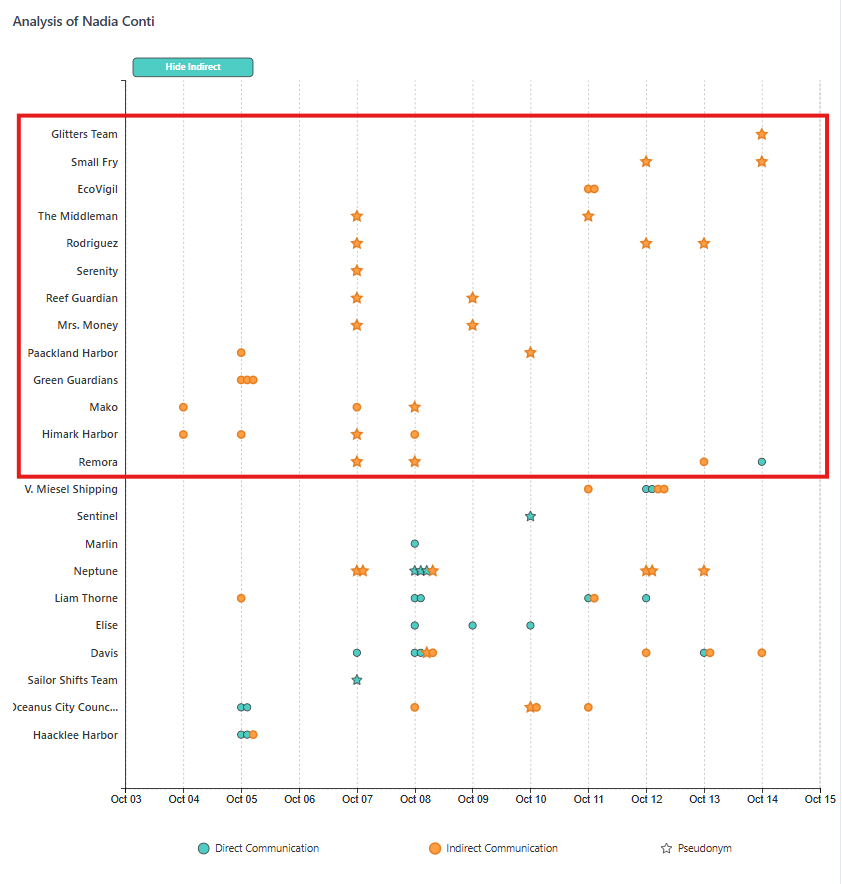 Analysis of Nadia Conti
Hide Indirect
Glitters Team
Small Fry
EcoVigil
The Middleman
Rodriguez
Serenity
Reef Guardian
Mrs. Money
Paackland Harbor
Green Guardians
Mako
Himark Harbor
Remora
V. Miesel Shipping
Sentinel
Marlin
Neptune
Liam Thorne
Elise
Davis
Sailor Shifts Team
Oceanus City Counc...
Haacklee Harbor
Oct 03 Oct 04 Oct 05 Oct 06 Oct 07 Oct 08 Oct 09 Oct 10 Oct 11 Oct 12 Oct 13 Oct 14 Oct 15
Direct Communication Indirect Communication Pseudonym